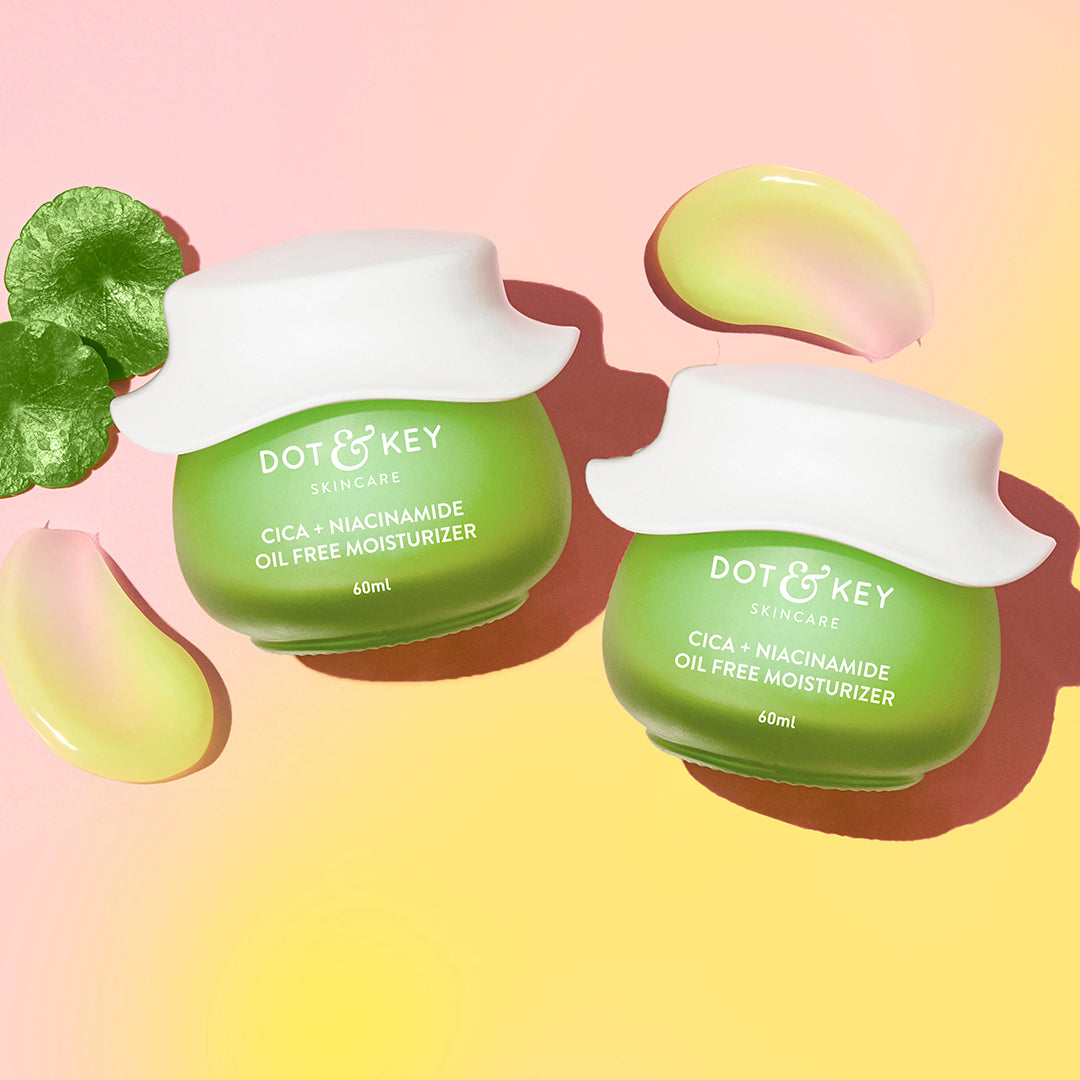 DOT & KEY
SKINCARE
CICA + NIACINAMIDE
OIL FREE MOISTURIZER
60ml
DOT & KEY
SKINCARE
CICA + NIACINAMIDE
OIL FREE MOISTURIZER
60ml